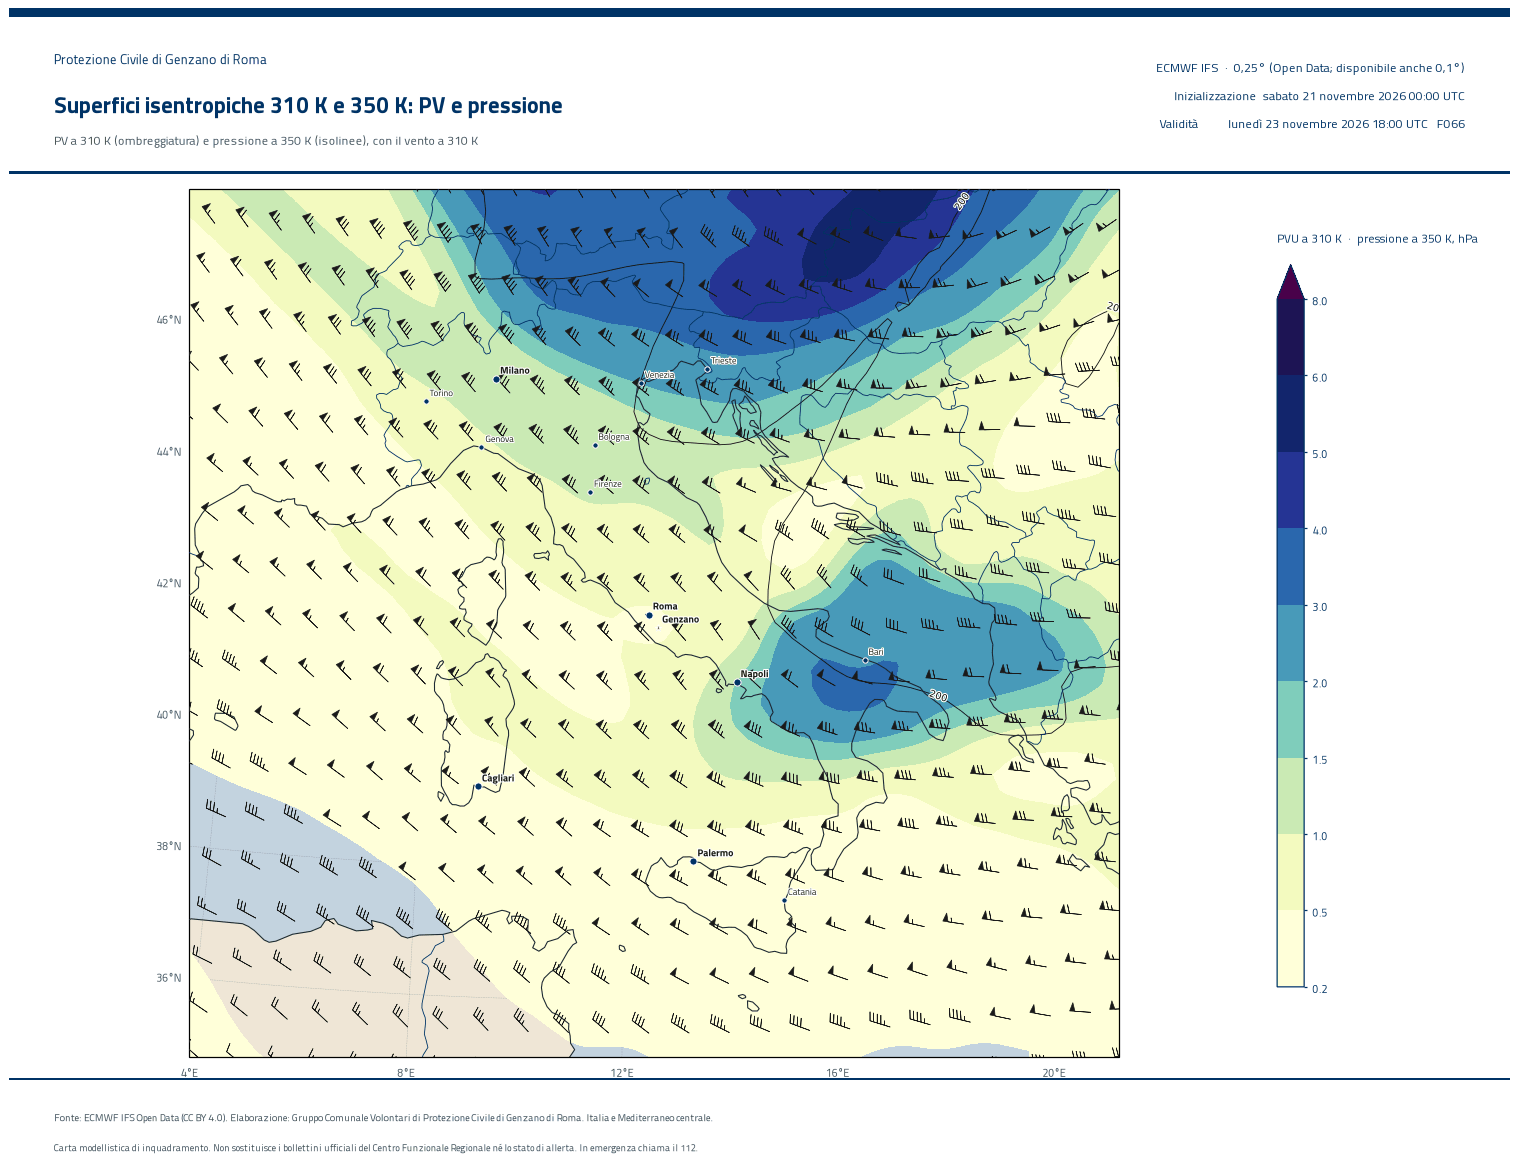 Protezione Civile di Genzano di Roma
Superfici isentropiche 310 K e 350 K: PV e pressione
PV a 310 K (ombreggiatura) e pressione a 350 K (isolinee), con il vento a 310 K
ECMWF IFS · 0,25° (Open Data; disponibile anche 0,1°)
Inizializzazione sabato 21 novembre 2026 00:00 UTC
Validità lunedì 23 novembre 2026 18:00 UTC F066
PVU a 310 K · pressione a 350 K, hPa
8.0
6.0
5.0
4.0
3.0
2.0
1.5
1.0
0.5
0.2
46°N
44°N
42°N
40°N
38°N
36°N
4°E
8°E
12°E
16°E
20°E
200
20
200
Trieste
Venezia
Milano
Torino
Genova
Bologna
Firenze
Roma
Genzano
Napoli
Bari
Cagliari
Palermo
Catania
Fonte: ECMWF IFS Open Data (CC BY 4.0). Elaborazione: Gruppo Comunale Volontari di Protezione Civile di Genzano di Roma. Italia e Mediterraneo centrale.
Carta modellistica di inquadramento. Non sostituisce i bollettini ufficiali del Centro Funzionale Regionale né lo stato di allerta. In emergenza chiama il 112.